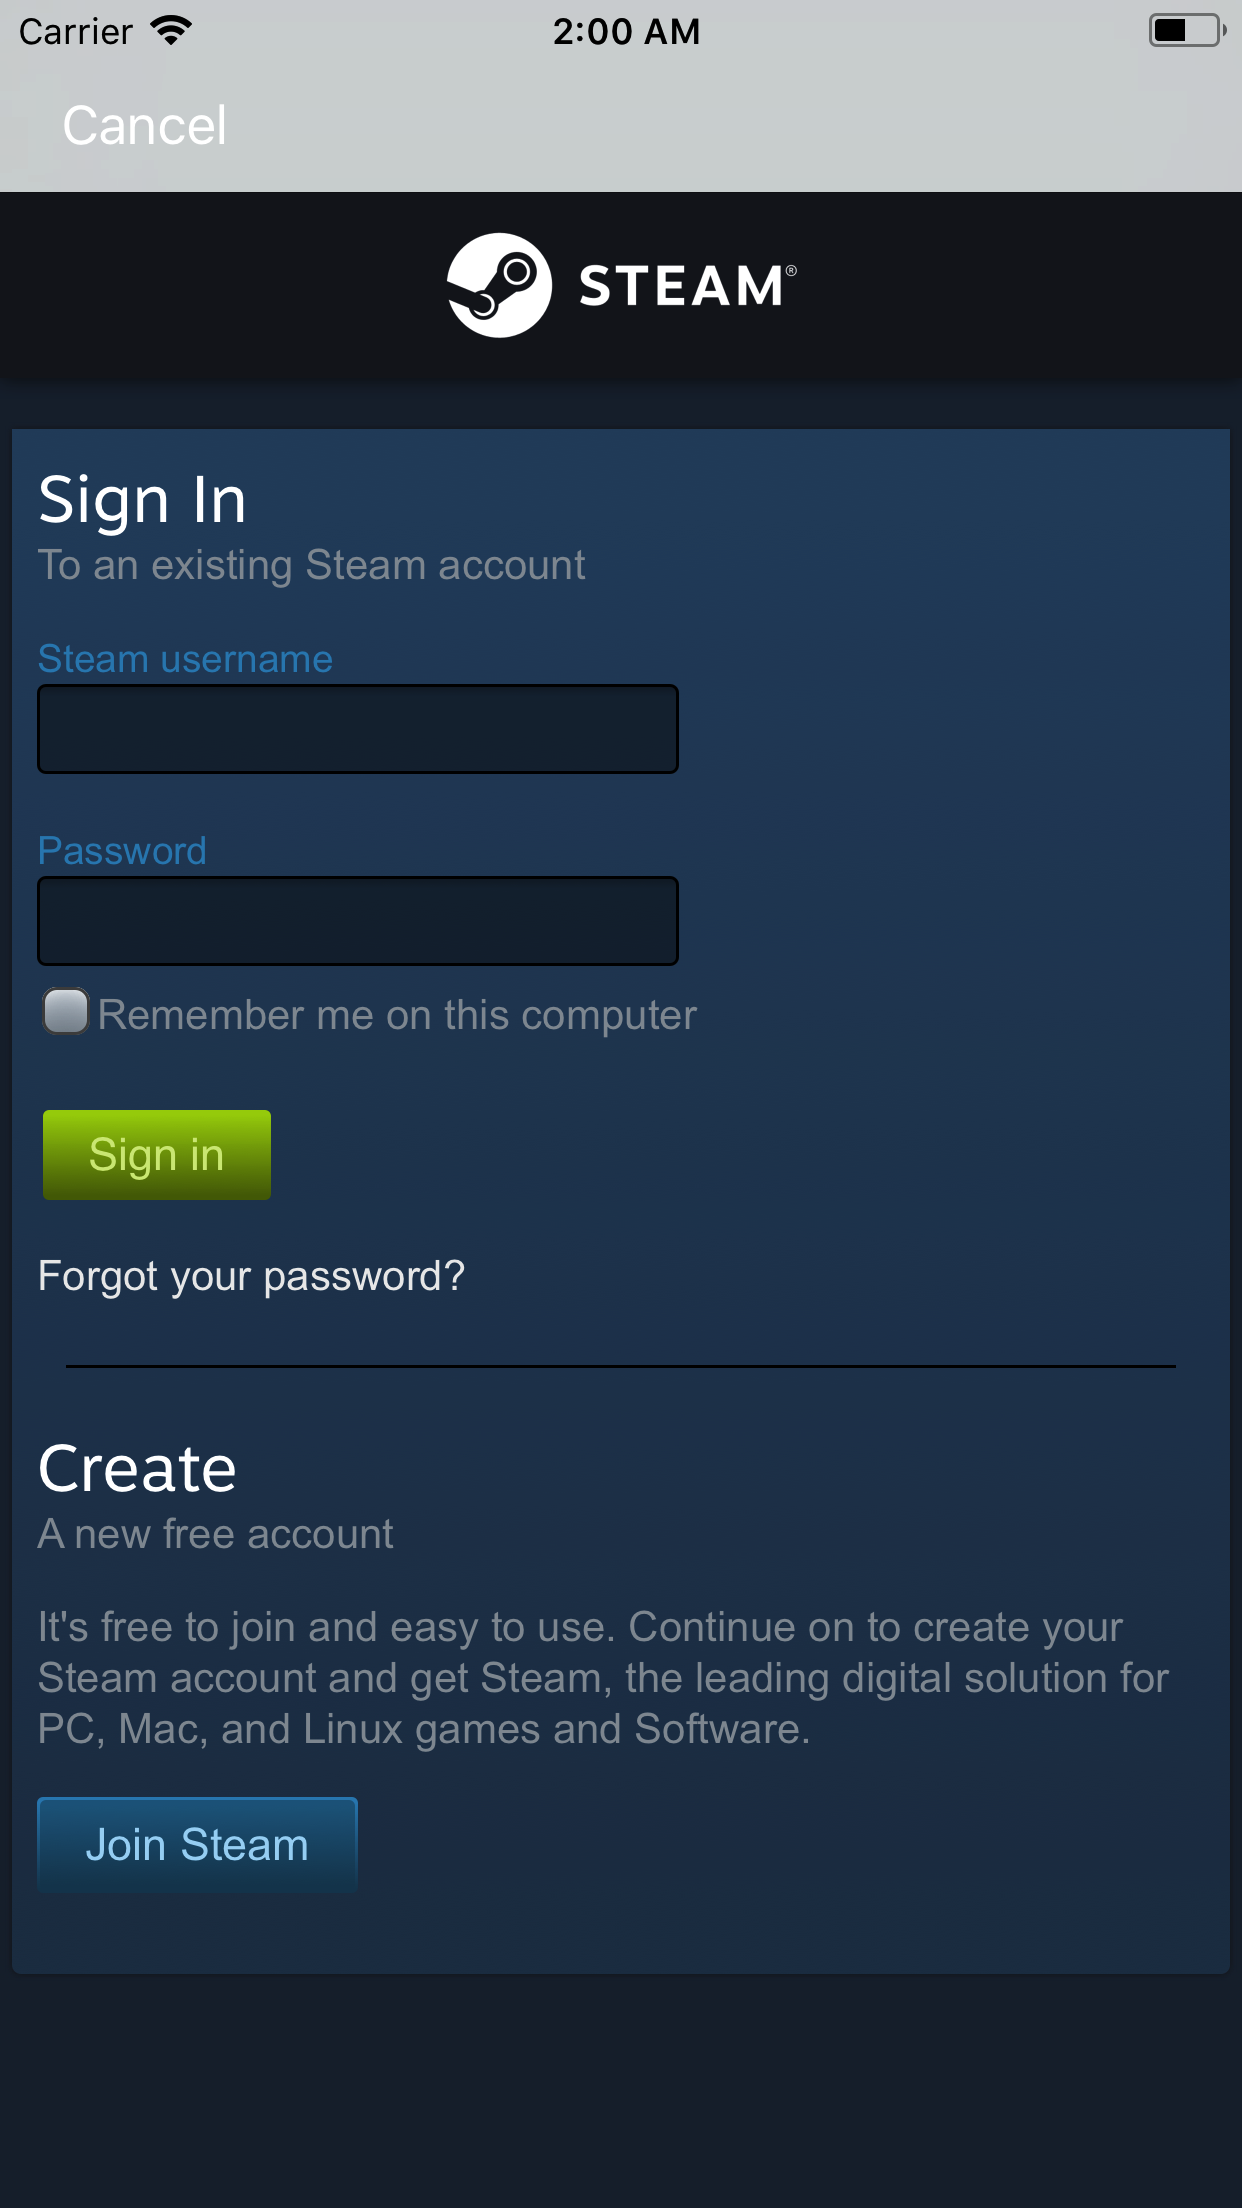 Carrier 2:00 AM
Cancel
STEAM®
Sign In
To an existing Steam account
Steam username
Password
Remember me on this computer
Sign in
Forgot your password?
Create
A new free account
It's free to join and easy to use. Continue on to create your
Steam account and get Steam, the leading digital solution for
PC, Mac, and Linux games and Software.
Join Steam